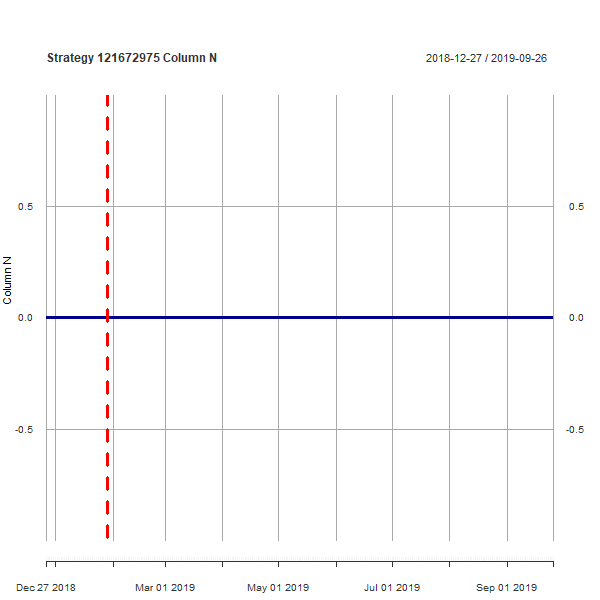 Strategy 121672975 Column N
2018-12-27 / 2019-09-26
0.5
0.5
Column N
0.0
0.0
-0.5
-0.5
Dec 27 2018
Mar 01 2019
May 01 2019
Jul 01 2019
Sep 01 2019